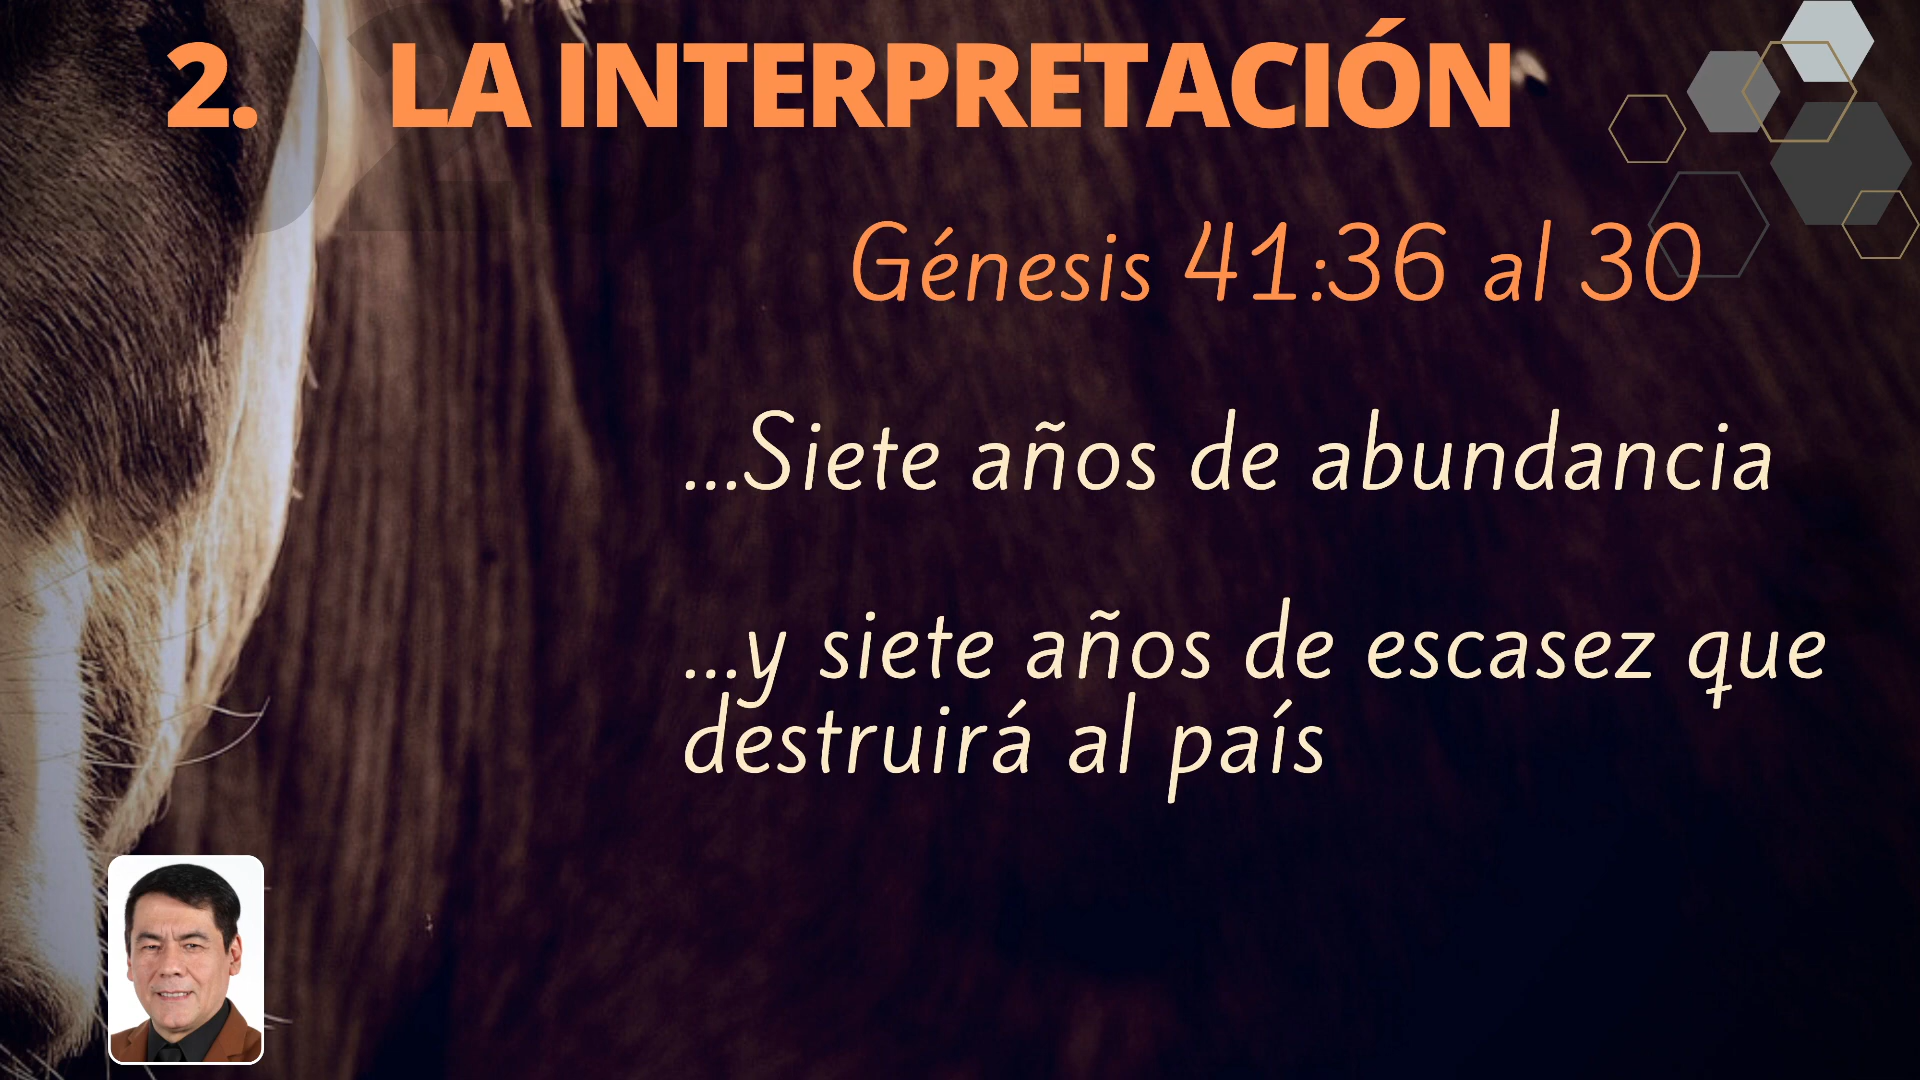 2. LA INTERPRETACIÓN
02
Génesis 41:36 al 30
...Siete años de abundancia
...y siete años de escasez que
destruirá al país